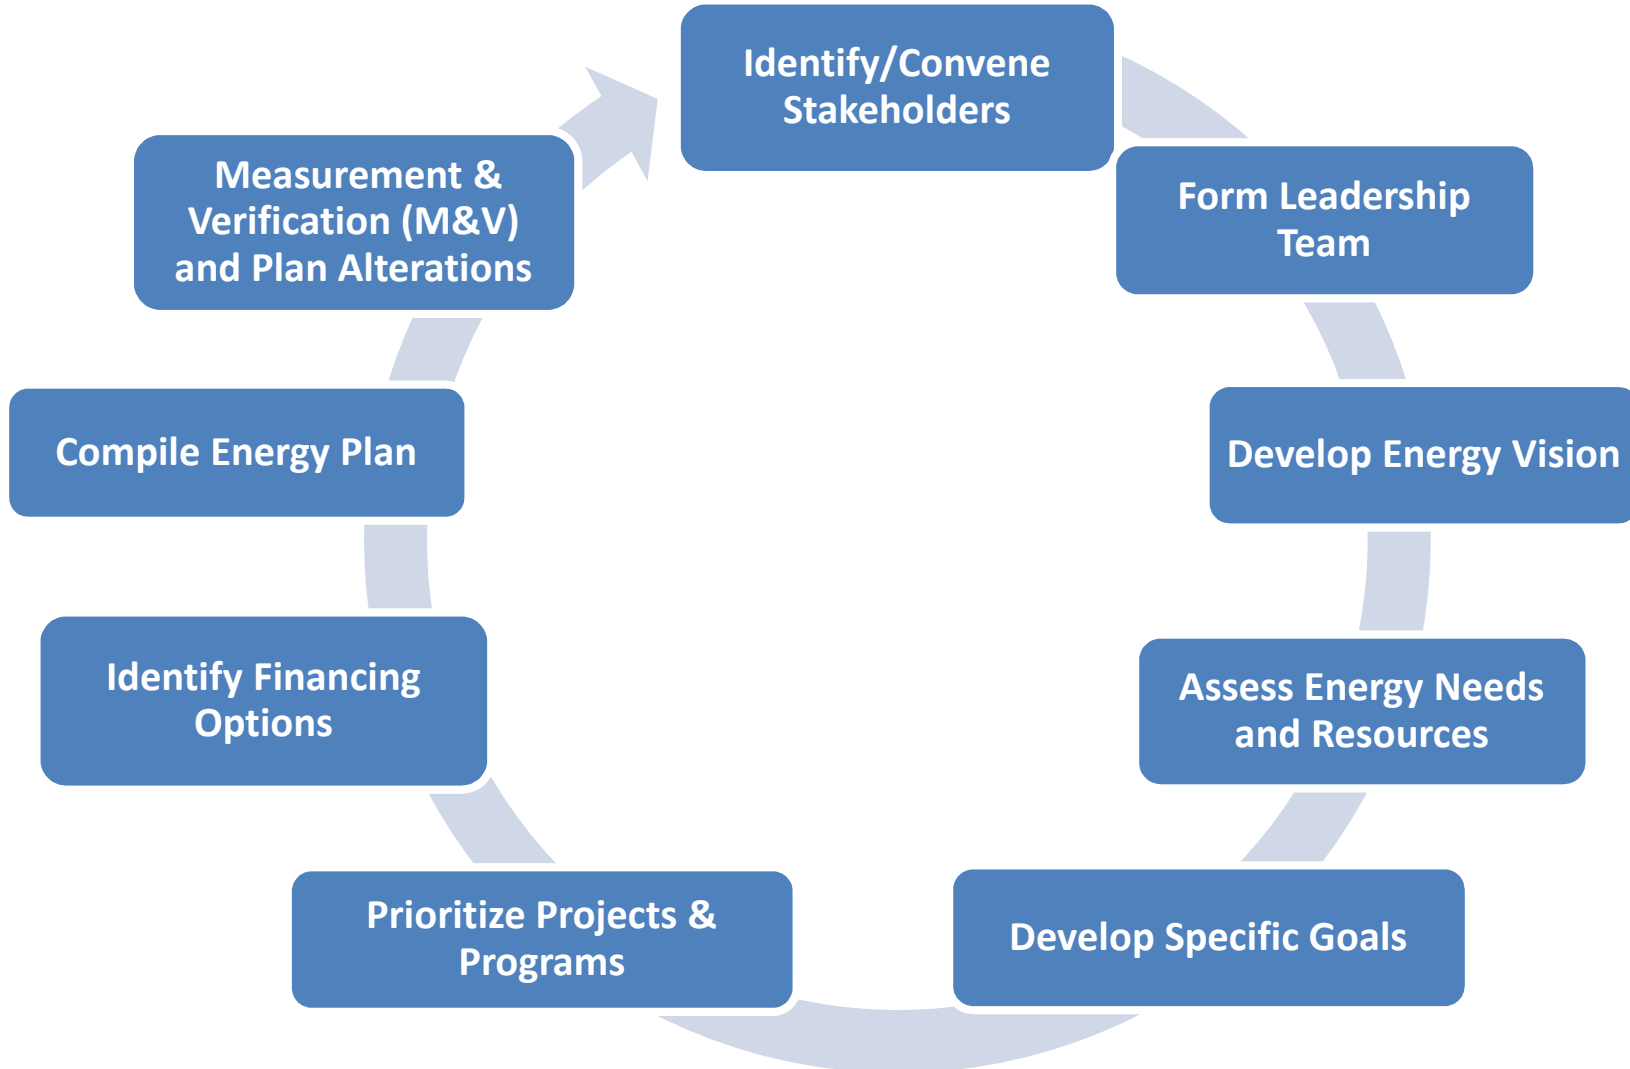 Identify/Convene
Stakeholders
Form Leadership
Team
Develop Energy Vision
Assess Energy Needs
and Resources
Develop Specific Goals
Prioritize Projects &
Programs
Identify Financing
Options
Compile Energy Plan
Measurement &
Verification (M&V)
and Plan Alterations